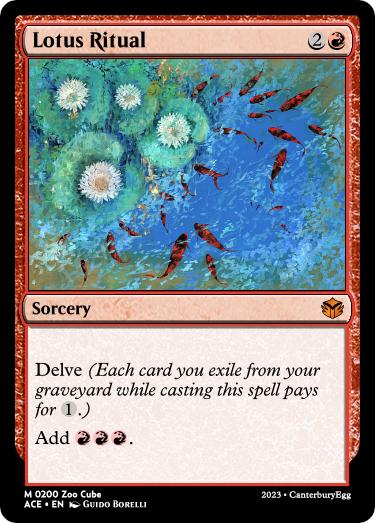 Lotus Ritual 2
Sorcery
Delve (Each card you exile from your
graveyard while casting this spell pays
for 1.)
Add .
M 0200 Zoo Cube
ACE • EN Guido Borelli
2023 • CanterburyEgg